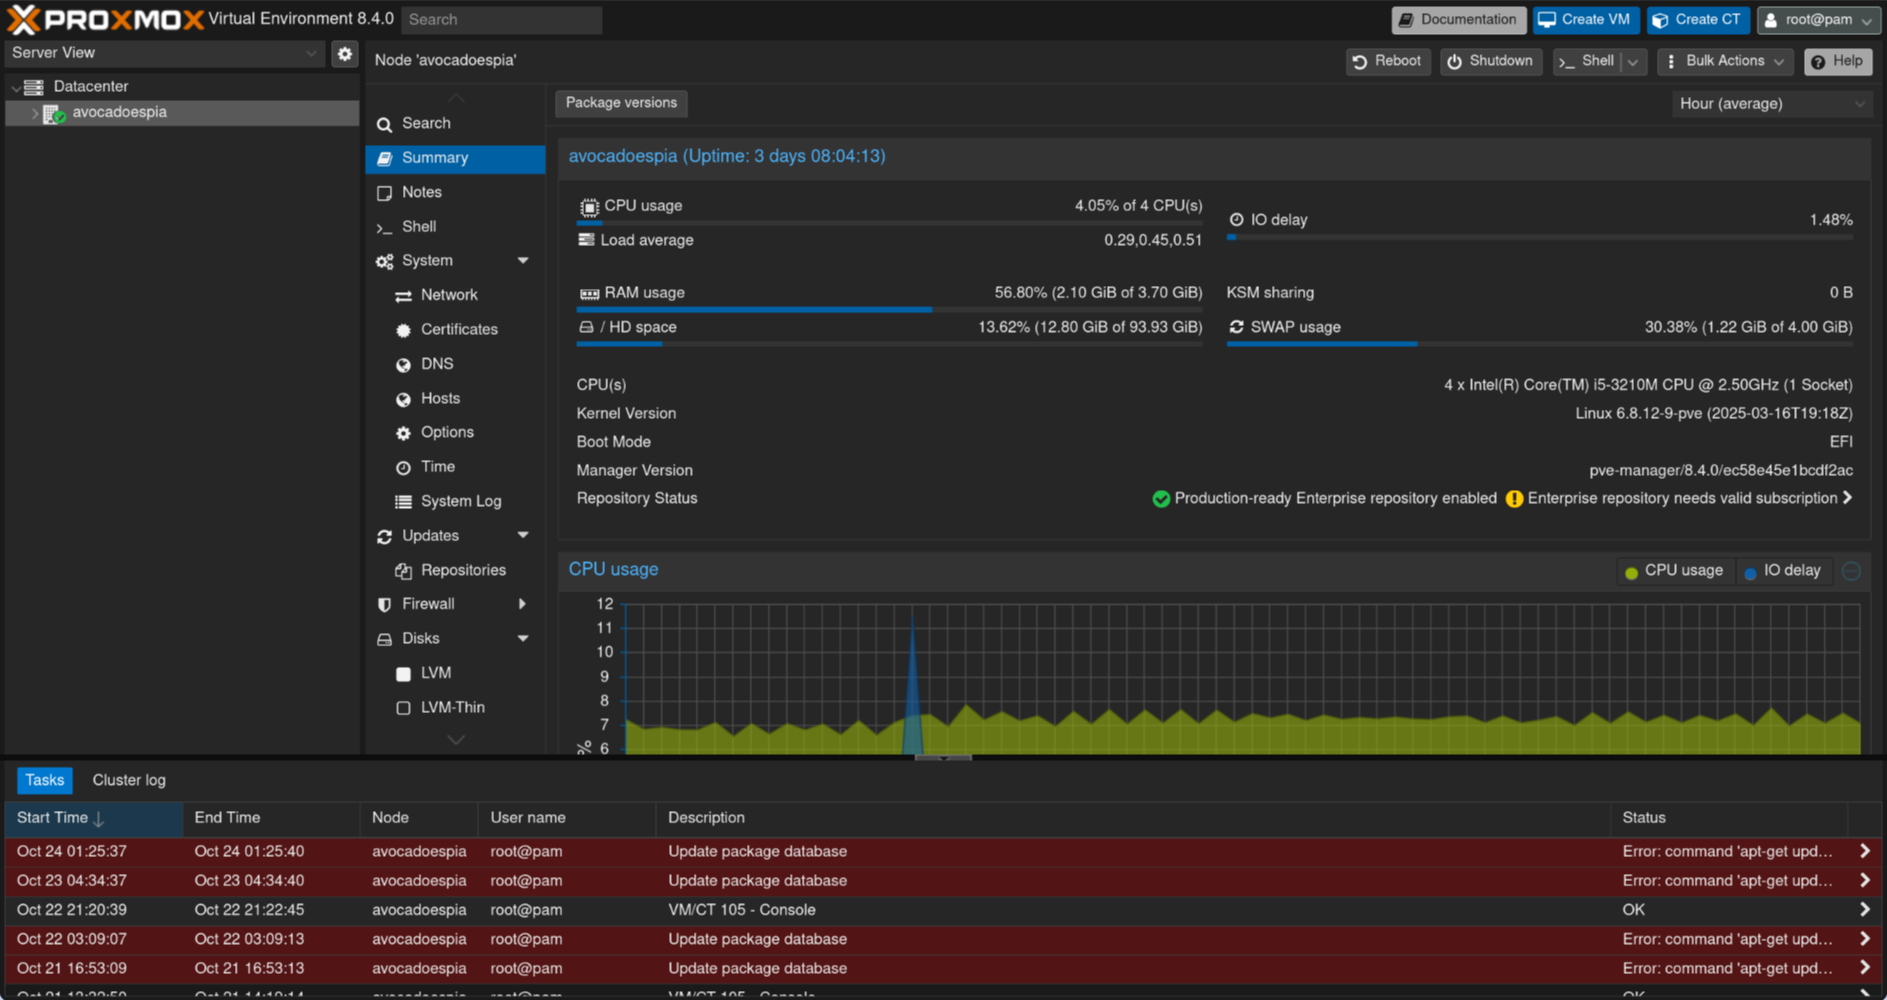 PROXMOX Virtual Environment 8.4.0 Search Documentation Create VM Create CT root@pam
Server View
Node 'avocadoespia' Reboot Shutdown Shell Bulk Actions Help
Datacenter
avocadoespia
Package versions Hour (average)
Search
Summary
Notes
Shell
System
Network
Certificates
DNS
Hosts
Options
Time
System Log
Updates
Repositories
Firewall
Disks
LVM
LVM-Thin
avocadoespia (Uptime: 3 days 08:04:13)
CPU usage 4.05% of 4 CPU(s)
IO delay 1.48%
Load average 0.29,0.45,0.51
RAM usage 56.80% (2.10 GiB of 3.70 GiB)
KSM sharing 0 B
/ HD space 13.62% (12.80 GiB of 93.93 GiB)
SWAP usage 30.38% (1.22 GiB of 4.00 GiB)
CPU(s) 4 x Intel(R) Core(TM) i5-3210M CPU @ 2.50GHz (1 Socket)
Kernel Version Linux 6.8.12-9-pve (2025-03-16T19:18Z)
Boot Mode EFI
Manager Version pve-manager/8.4.0/ec58e45e1bcdf2ac
Repository Status Production-ready Enterprise repository enabled Enterprise repository needs valid subscription
CPU usage CPU usage IO delay
12
11
10
9
8
7
% 6
Tasks Cluster log
Start Time End Time Node User name Description Status
Oct 24 01:25:37 Oct 24 01:25:40 avocadoespia root@pam Update package database Error: command 'apt-get upd...
Oct 23 04:34:37 Oct 23 04:34:40 avocadoespia root@pam Update package database Error: command 'apt-get upd...
Oct 22 21:20:39 Oct 22 21:22:45 avocadoespia root@pam VM/CT 105 - Console OK
Oct 22 03:09:07 Oct 22 03:09:13 avocadoespia root@pam Update package database Error: command 'apt-get upd...
Oct 21 16:53:09 Oct 21 16:53:13 avocadoespia root@pam Update package database Error: command 'apt-get upd...
avocadoespia root@pam VM/CT 105 - Console OK